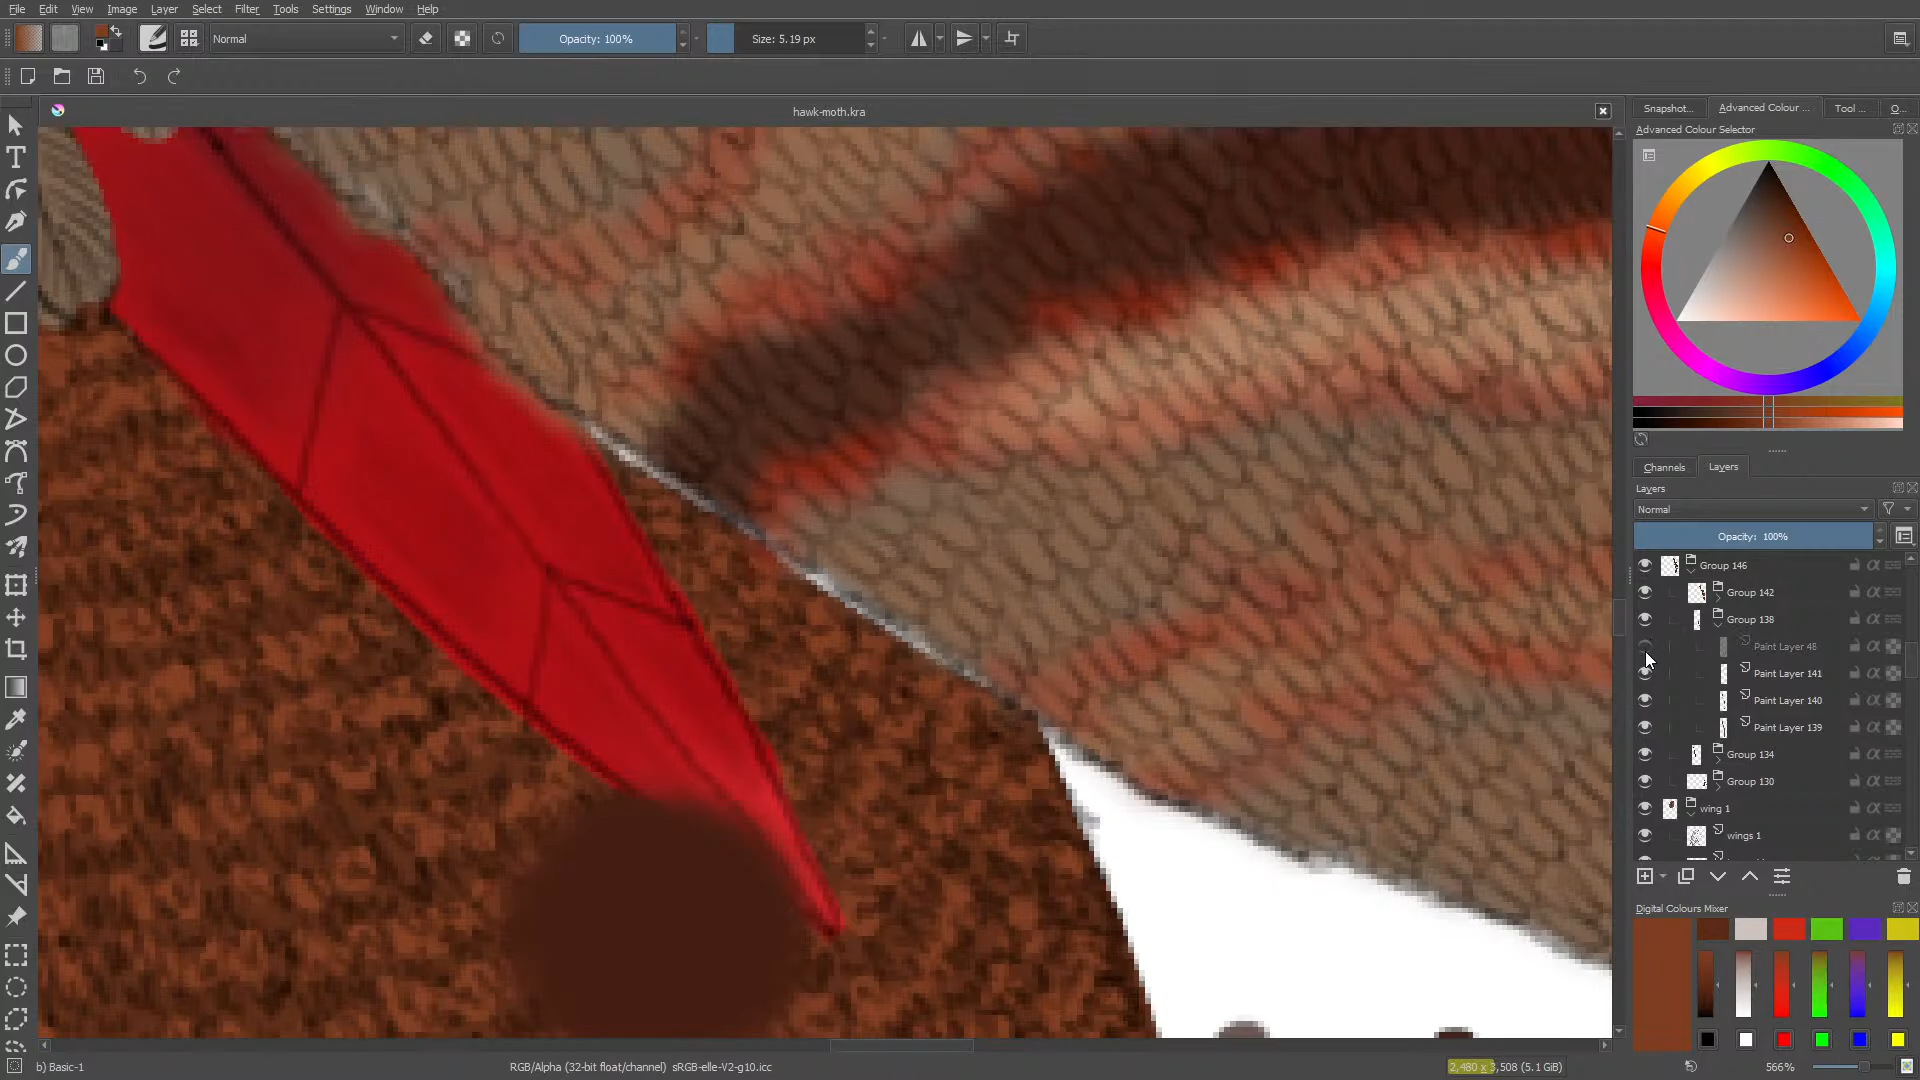 File Edit View Image Layer Select Filter Tools Settings Window Help
Normal Opacity: 100% Size: 5.19 px
hawk-moth.kra
Snapshot... Advanced Colour ... Tool ... O...
Advanced Colour Selector
Channels Layers
Layers
Normal
Opacity: 100%
Group 146
Group 142
Group 138
Paint Layer 48
Paint Layer 141
Paint Layer 140
Paint Layer 139
Group 134
Group 130
wing 1
wings 1
Digital Colours Mixer
b) Basic-1 RGB/Alpha (32-bit float/channel) sRGB-elle-V2-g10.icc 2,480 x 3,508 (5.1 GiB) 566%